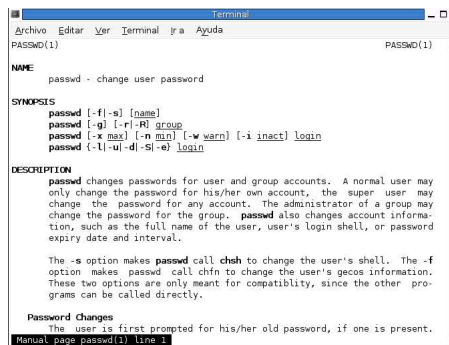 Terminal
Archivo Editar Ver Terminal Ir a Ayuda
PASSWD(1) PASSWD(1)
NAME
passwd - change user password
SYNOPSIS
passwd [-f|-s] [name]
passwd [-g] [-r|-R] group
passwd [-x max] [-n min] [-w warn] [-i inact] login
passwd {-l|-u|-d|-S|-e} login
DESCRIPTION
passwd changes passwords for user and group accounts. A normal user may
only change the password for his/her own account, the super user may
change the password for any account. The administrator of a group may
change the password for the group. passwd also changes account informa-
tion, such as the full name of the user, user's login shell, or password
expiry date and interval.
The -s option makes passwd call chsh to change the user's shell. The -f
option makes passwd call chfn to change the user's gecos information.
These two options are only meant for compatiblity, since the other pro-
grams can be called directly.
Password Changes
The user is first prompted for his/her old password, if one is present.
Manual page passwd(1) line 1